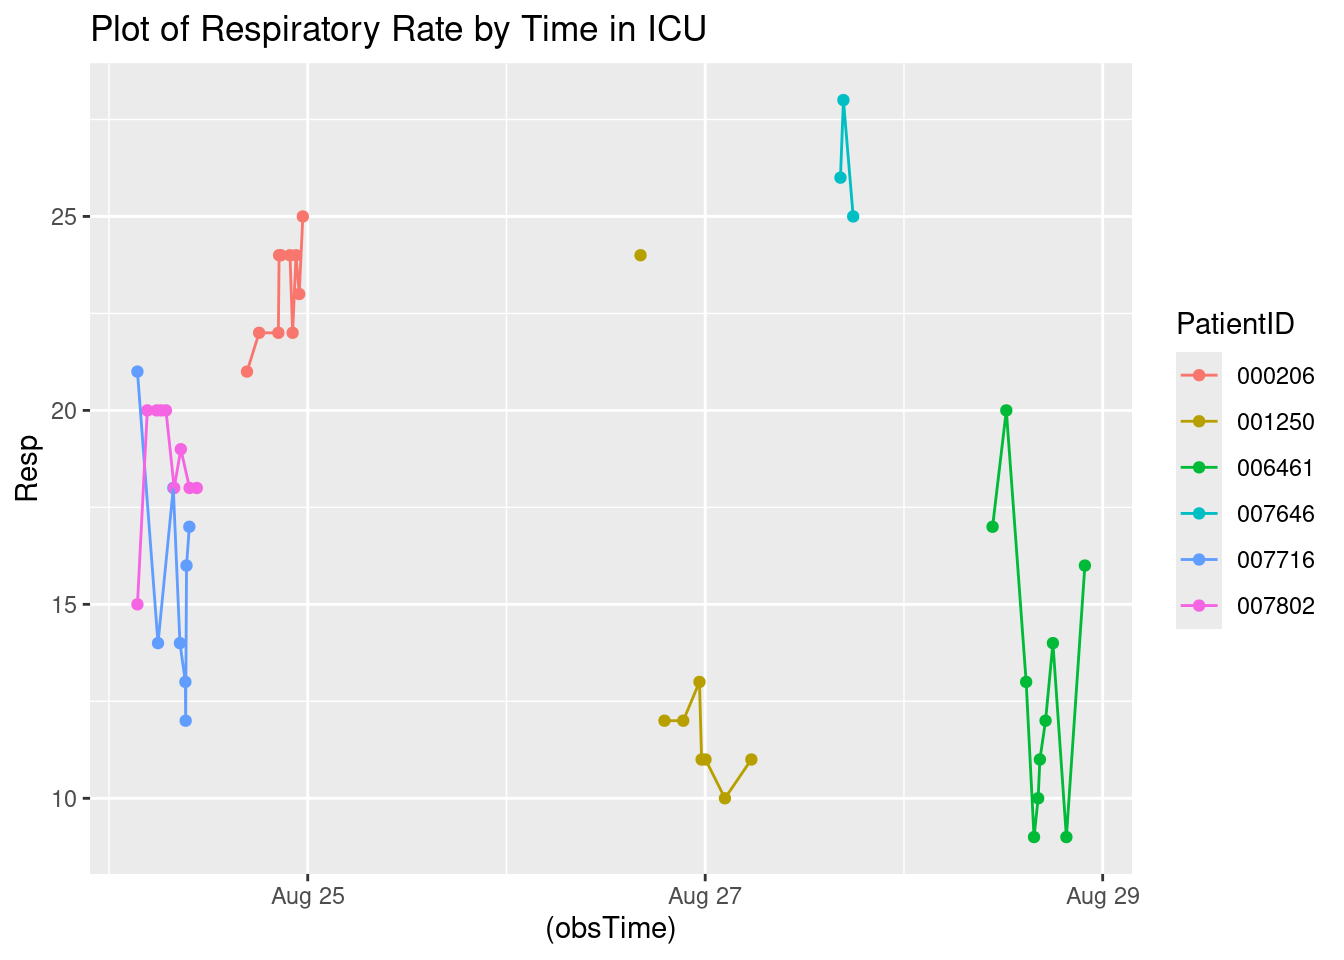 Plot of Respiratory Rate by Time in ICU
Resp
25
20
15
10
Aug 25
Aug 27
Aug 29
(obsTime)
PatientID
000206
001250
006461
007646
007716
007802